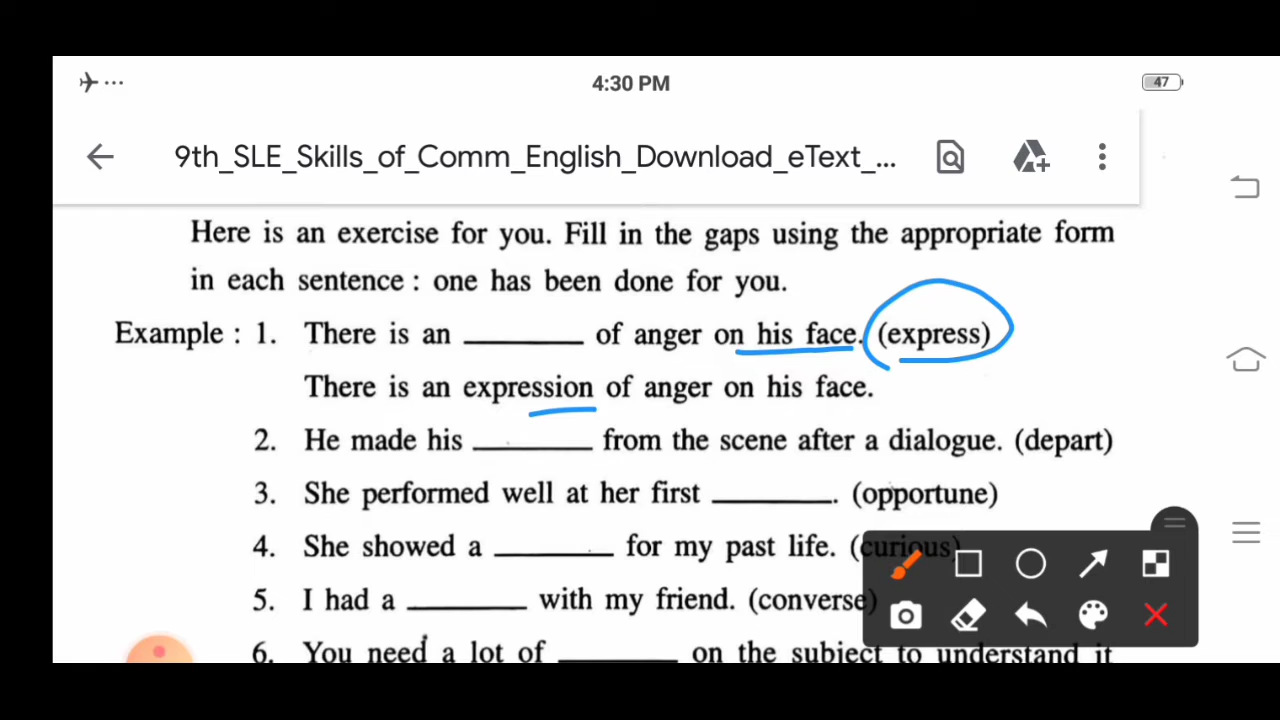 4:30 PM
47
9th_SLE_Skills_of_Comm_English_Download_eText_...
Here is an exercise for you. Fill in the gaps using the appropriate form
in each sentence : one has been done for you.
Example : 1. There is an ________ of anger on his face. (express)
There is an expression of anger on his face.
2. He made his ________ from the scene after a dialogue. (depart)
3. She performed well at her first ________. (opportune)
4. She showed a ________ for my past life. (curious)
5. I had a ________ with my friend. (converse)
6. You need a lot of ________ on the subject to understand it